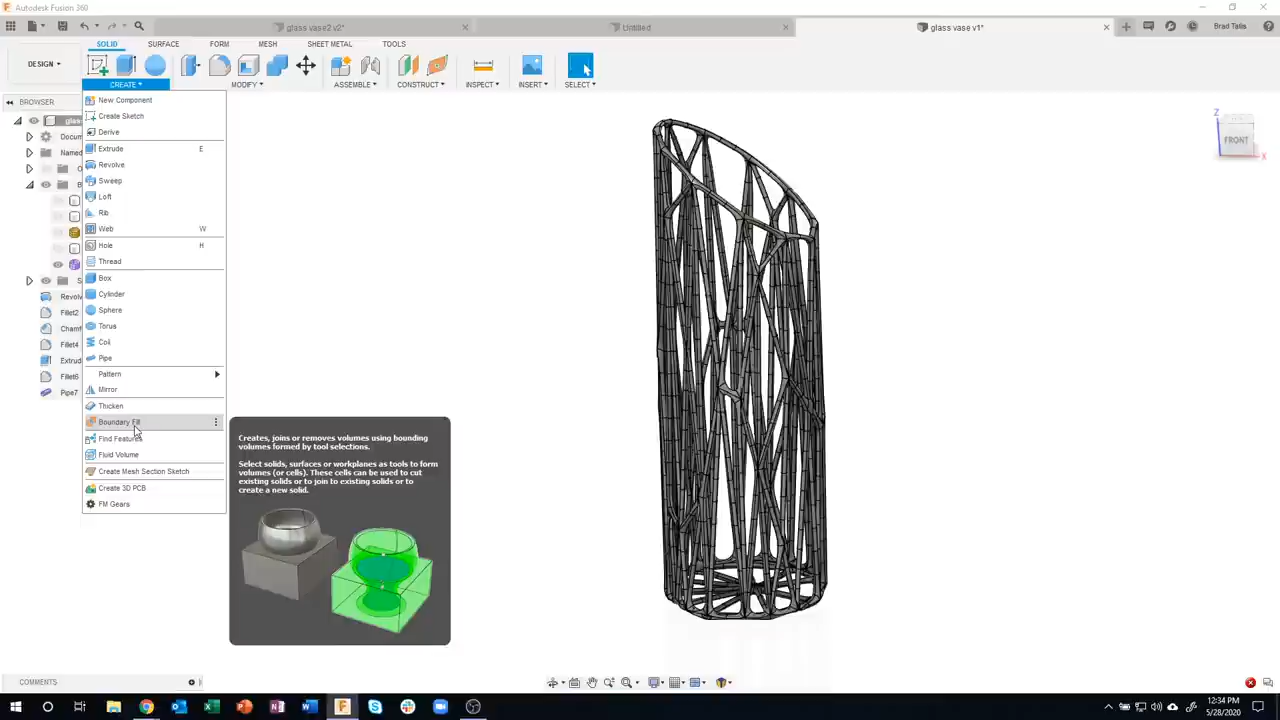 Autodesk Fusion 360
glass vase2 v2*
Untitled
glass vase v1*
Brad Tallis
DESIGN
SOLID
SURFACE
FORM
MESH
SHEET METAL
TOOLS
CREATE
MODIFY
ASSEMBLE
CONSTRUCT
INSPECT
INSERT
SELECT
BROWSER
glas
Docum
Named
O
B
S
Revolv
Fillet2
Chamf
Fillet4
Extrud
Fillet6
Pipe7
New Component
Create Sketch
Derive
Extrude E
Revolve
Sweep
Loft
Rib
Web W
Hole H
Thread
Box
Cylinder
Sphere
Torus
Coil
Pipe
Pattern
Mirror
Thicken
Boundary Fill
Find Features
Fluid Volume
Create Mesh Section Sketch
Create 3D PCB
FM Gears
Creates, joins or removes volumes using bounding
volumes formed by tool selections.
Select solids, surfaces or workplanes as tools to form
volumes (or cells). These cells can be used to cut
existing solids or to join to existing solids or to
create a new solid.
Z
FRONT
X
COMMENTS
12:34 PM
5/28/2020